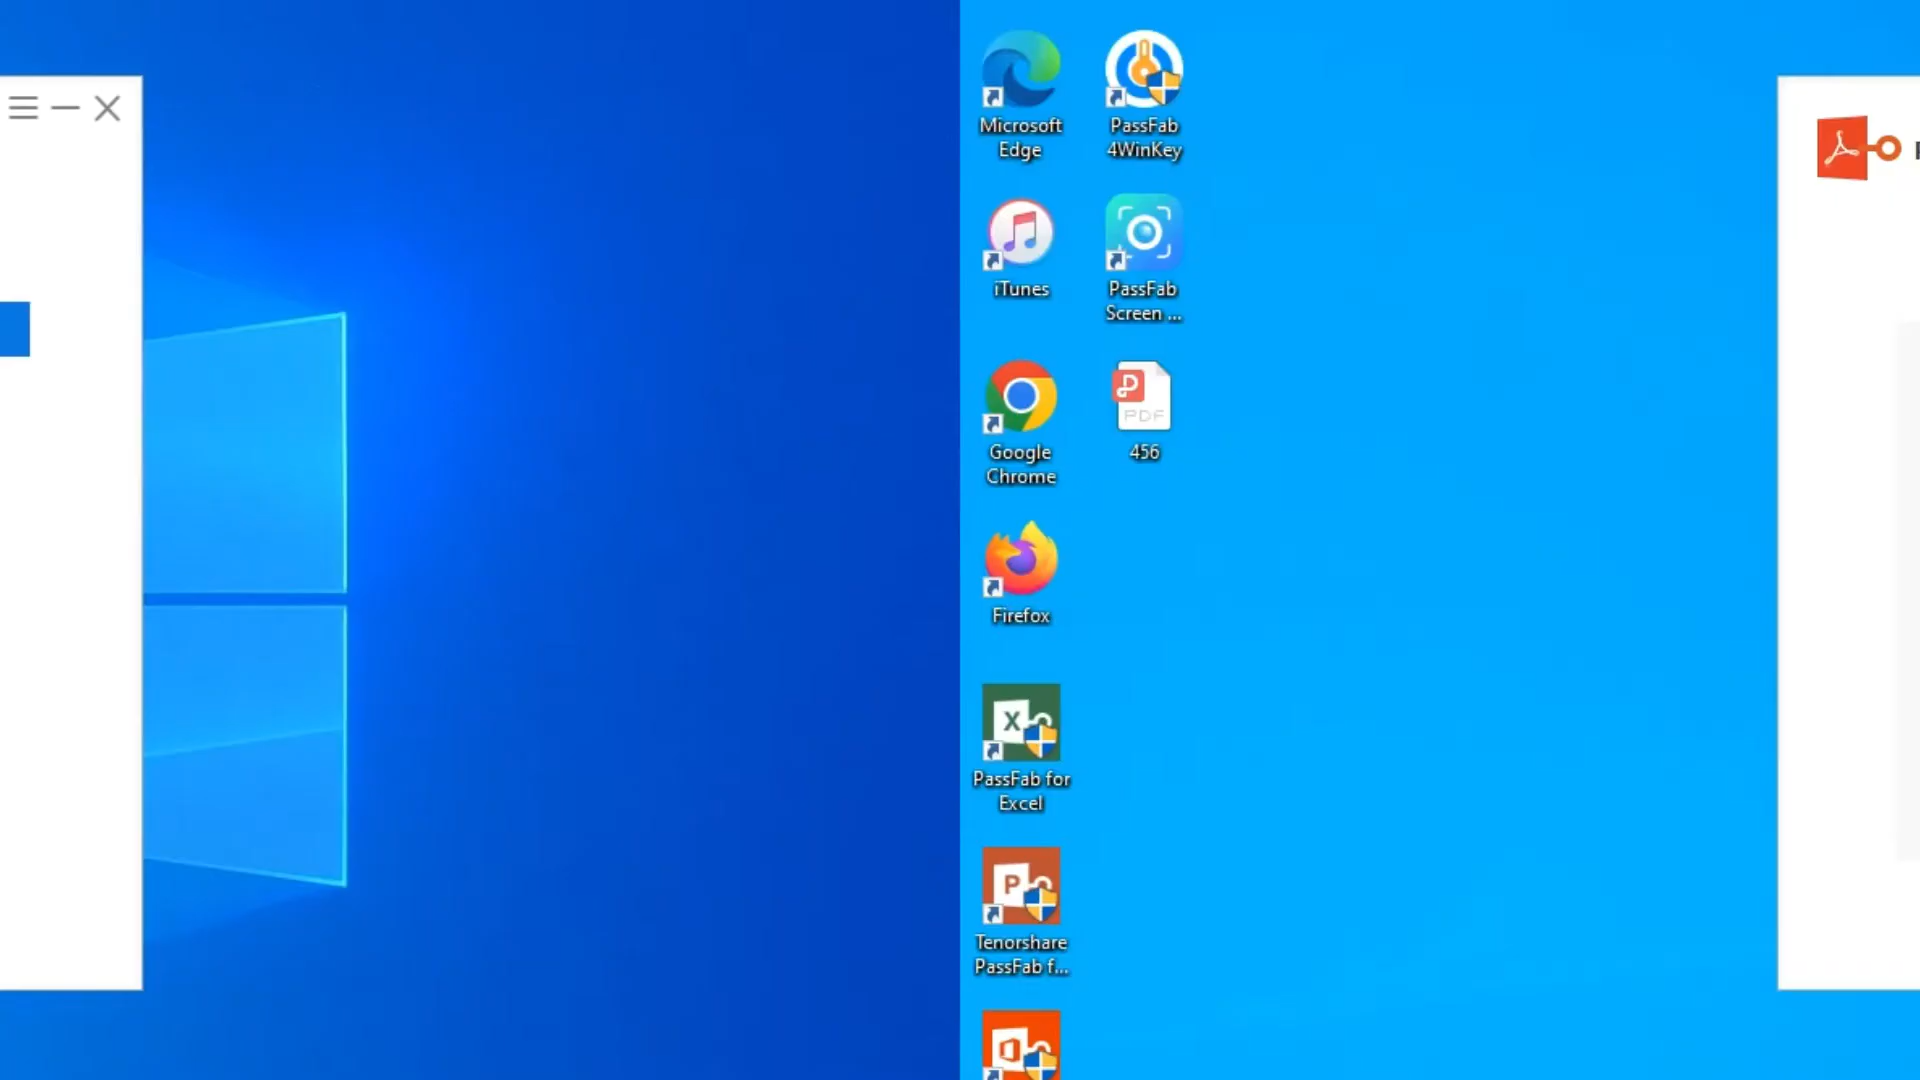 Microsoft
Edge
PassFab
4WinKey
iTunes
PassFab
Screen ...
Google
Chrome
PDF
456
Firefox
X
PassFab for
Excel
P
Tenorshare
PassFab f...